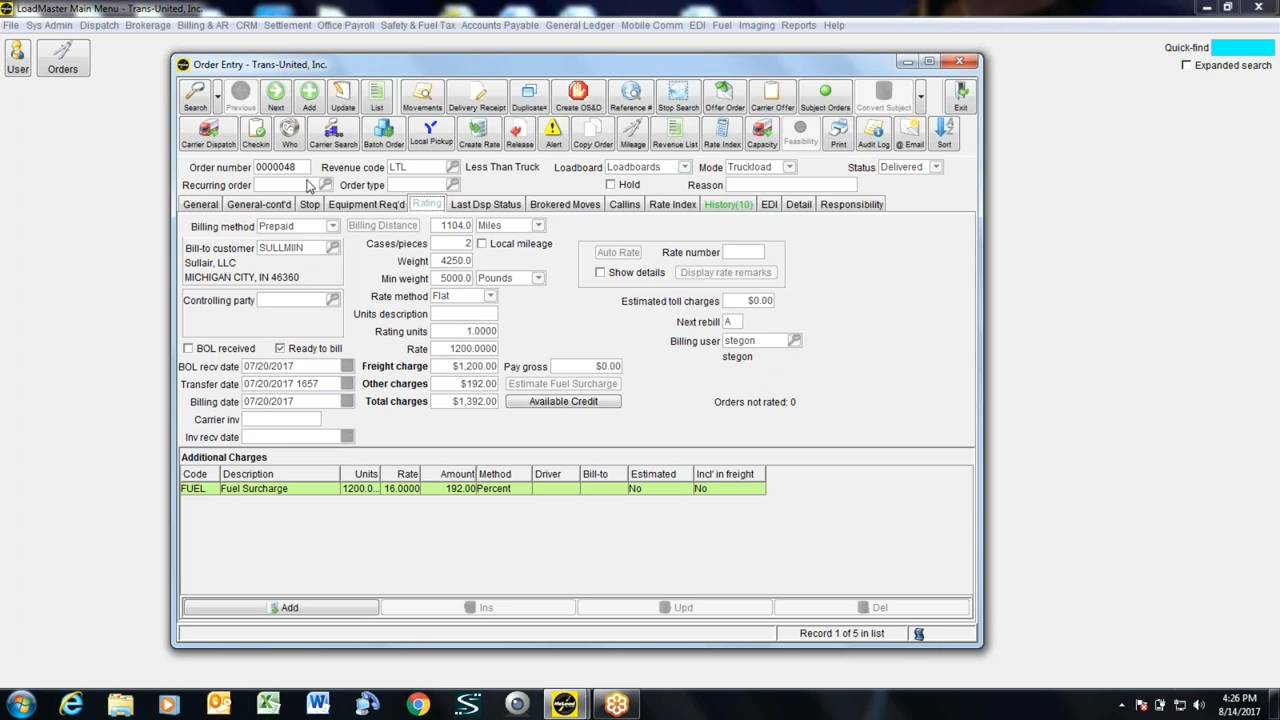 LoadMaster Main Menu - Trans-United, Inc.
File Sys Admin Dispatch Brokerage Billing & AR CRM Settlement Office Payroll Safety & Fuel Tax Accounts Payable General Ledger Mobile Comm EDI Fuel Imaging Reports Help
User Orders
Quick-find
Expanded search
Order Entry - Trans-United, Inc.
Search Previous Next Add Update List Movements Delivery Receipt Duplicate= Create OS&D Reference # Stop Search Offer Order Carrier Offer Subject Orders Convert Subject Exit
Carrier Dispatch Checkin Who Carrier Search Batch Order Local Pickup Create Rate Release Alert Copy Order Mileage Revenue List Rate Index Capacity Feasibility Print Audit Log @ Email Sort
Order number 0000048 Revenue code LTL Less Than Truck Loadboard Loadboards Mode Truckload Status Delivered
Recurring order Order type Hold Reason
General General-cont'd Stop Equipment Req'd Rating Last Dsp Status Brokered Moves Callins Rate Index History(10) EDI Detail Responsibility
Billing method Prepaid Billing Distance 1104.0 Miles
Cases/pieces 2 Local mileage
Bill-to customer SULLMIIN
Sullair, LLC
MICHIGAN CITY, IN 46360
Weight 4250.0
Min weight 5000.0 Pounds
Auto Rate Rate number
Show details Display rate remarks
Controlling party
Rate method Flat
Units description
Rating units 1.0000
Estimated toll charges $0.00
Next rebill A
Billing user stegon
stegon
BOL received Ready to bill Rate 1200.0000
BOL recv date 07/20/2017 Freight charge $1,200.00 Pay gross $0.00
Transfer date 07/20/2017 1657 Other charges $192.00 Estimate Fuel Surcharge
Billing date 07/20/2017 Total charges $1,392.00 Available Credit Orders not rated: 0
Carrier inv
Inv recv date
Additional Charges
Code Description Units Rate Amount Method Driver Bill-to Estimated Incl' in freight
FUEL Fuel Surcharge 1200.0... 16.0000 192.00 Percent No No
Add Ins Upd Del
Record 1 of 5 in list
4:26 PM
8/14/2017